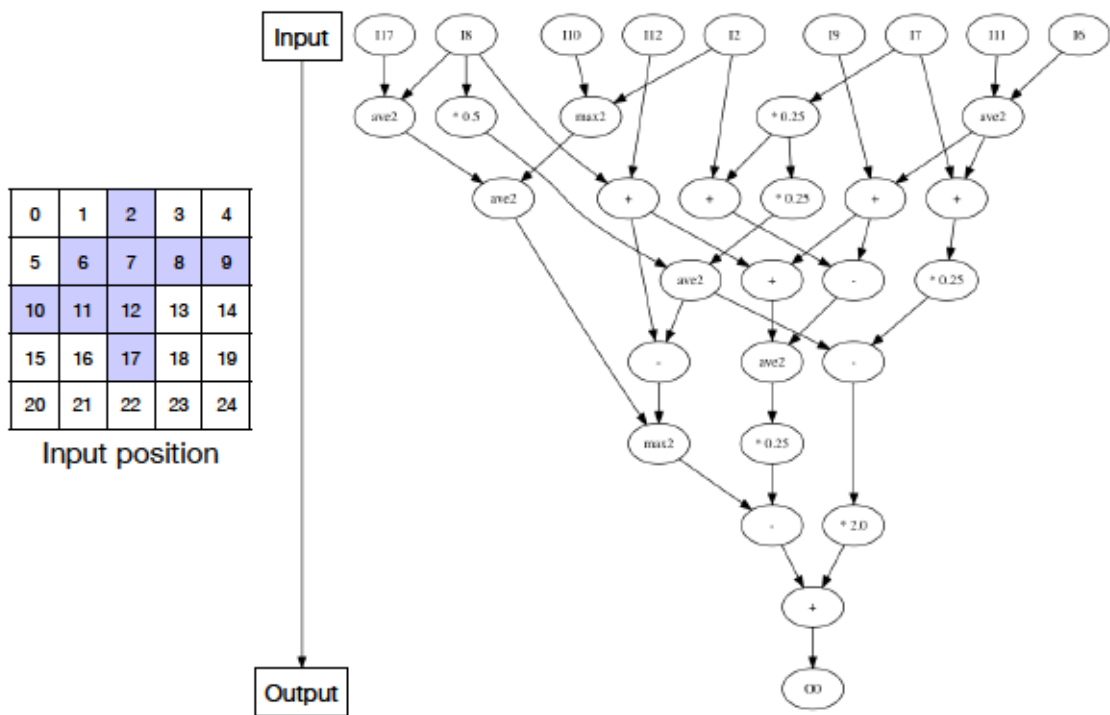 Input I17 I8 I10 I12 I2 I9 I7 I11 I6
ave2 * 0.5 max2 * 0.25 ave2
ave2 + + * 0.25 + +
0 1 2 3 4
5 6 7 8 9
10 11 12 13 14
15 16 17 18 19
20 21 22 23 24
Input position
ave2 + - * 0.25
- ave2 -
max2 * 0.25
- * 2.0
+
Output O0